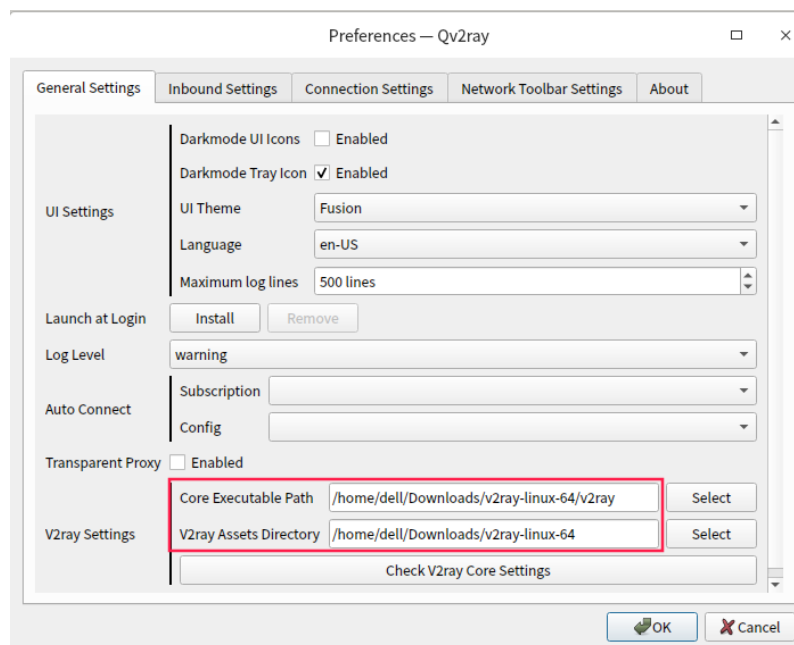 Preferences — Qv2ray
General Settings
Inbound Settings
Connection Settings
Network Toolbar Settings
About
UI Settings
Darkmode UI Icons
Enabled
Darkmode Tray Icon
Enabled
UI Theme
Fusion
Language
en-US
Maximum log lines
500 lines
Launch at Login
Install
Remove
Log Level
warning
Auto Connect
Subscription
Config
Transparent Proxy
Enabled
V2ray Settings
Core Executable Path
/home/dell/Downloads/v2ray-linux-64/v2ray
Select
V2ray Assets Directory
/home/dell/Downloads/v2ray-linux-64
Select
Check V2ray Core Settings
OK
Cancel